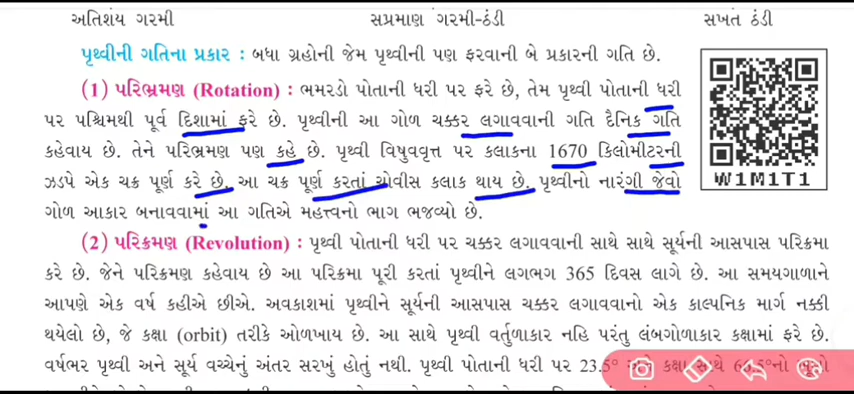 અતિશય ગરમી સપ્રમાણ ગરમી-ઠંડી સખત ઠંડી
પૃથ્વીની ગતિના પ્રકાર : બધા ગ્રહોની જેમ પૃથ્વીની પણ ફરવાની બે પ્રકારની ગતિ છે.
(1) પરિભ્રમણ (Rotation) : ભમરડો પોતાની ધરી પર ફરે છે, તેમ પૃથ્વી પોતાની ધરી
પર પશ્ચિમથી પૂર્વ દિશામાં ફરે છે. પૃથ્વીની આ ગોળ ચક્કર લગાવવાની ગતિ દૈનિક ગતિ
કહેવાય છે. તેને પરિભ્રમણ પણ કહે છે. પૃથ્વી વિષુવવૃત્ત પર કલાકના 1670 કિલોમીટરની
ઝડપે એક ચક્ર પૂર્ણ કરે છે. આ ચક્ર પૂર્ણ કરતાં ચોવીસ કલાક થાય છે. પૃથ્વીનો નારંગી જેવો
W1M1T1
ગોળ આકાર બનાવવામાં આ ગતિએ મહત્ત્વનો ભાગ ભજવ્યો છે.
(2) પરિક્રમણ (Revolution) : પૃથ્વી પોતાની ધરી પર ચક્કર લગાવવાની સાથે સાથે સૂર્યની આસપાસ પરિક્રમા
કરે છે. જેને પરિક્રમણ કહેવાય છે આ પરિક્રમા પૂરી કરતાં પૃથ્વીને લગભગ 365 દિવસ લાગે છે. આ સમયગાળાને
આપણે એક વર્ષ કહીએ છીએ. અવકાશમાં પૃથ્વીને સૂર્યની આસપાસ ચક્કર લગાવવાનો એક કાલ્પનિક માર્ગ નક્કી
થયેલો છે, જે કક્ષા (orbit) તરીકે ઓળખાય છે. આ સાથે પૃથ્વી વર્તુળાકાર નહિ પરંતુ લંબગોળાકાર કક્ષામાં ફરે છે.
વર્ષભર પૃથ્વી અને સૂર્ય વચ્ચેનું અંતર સરખું હોતું નથી. પૃથ્વી પોતાની ધરી પર 23.5° અને કક્ષા સાથે 66.5°નો